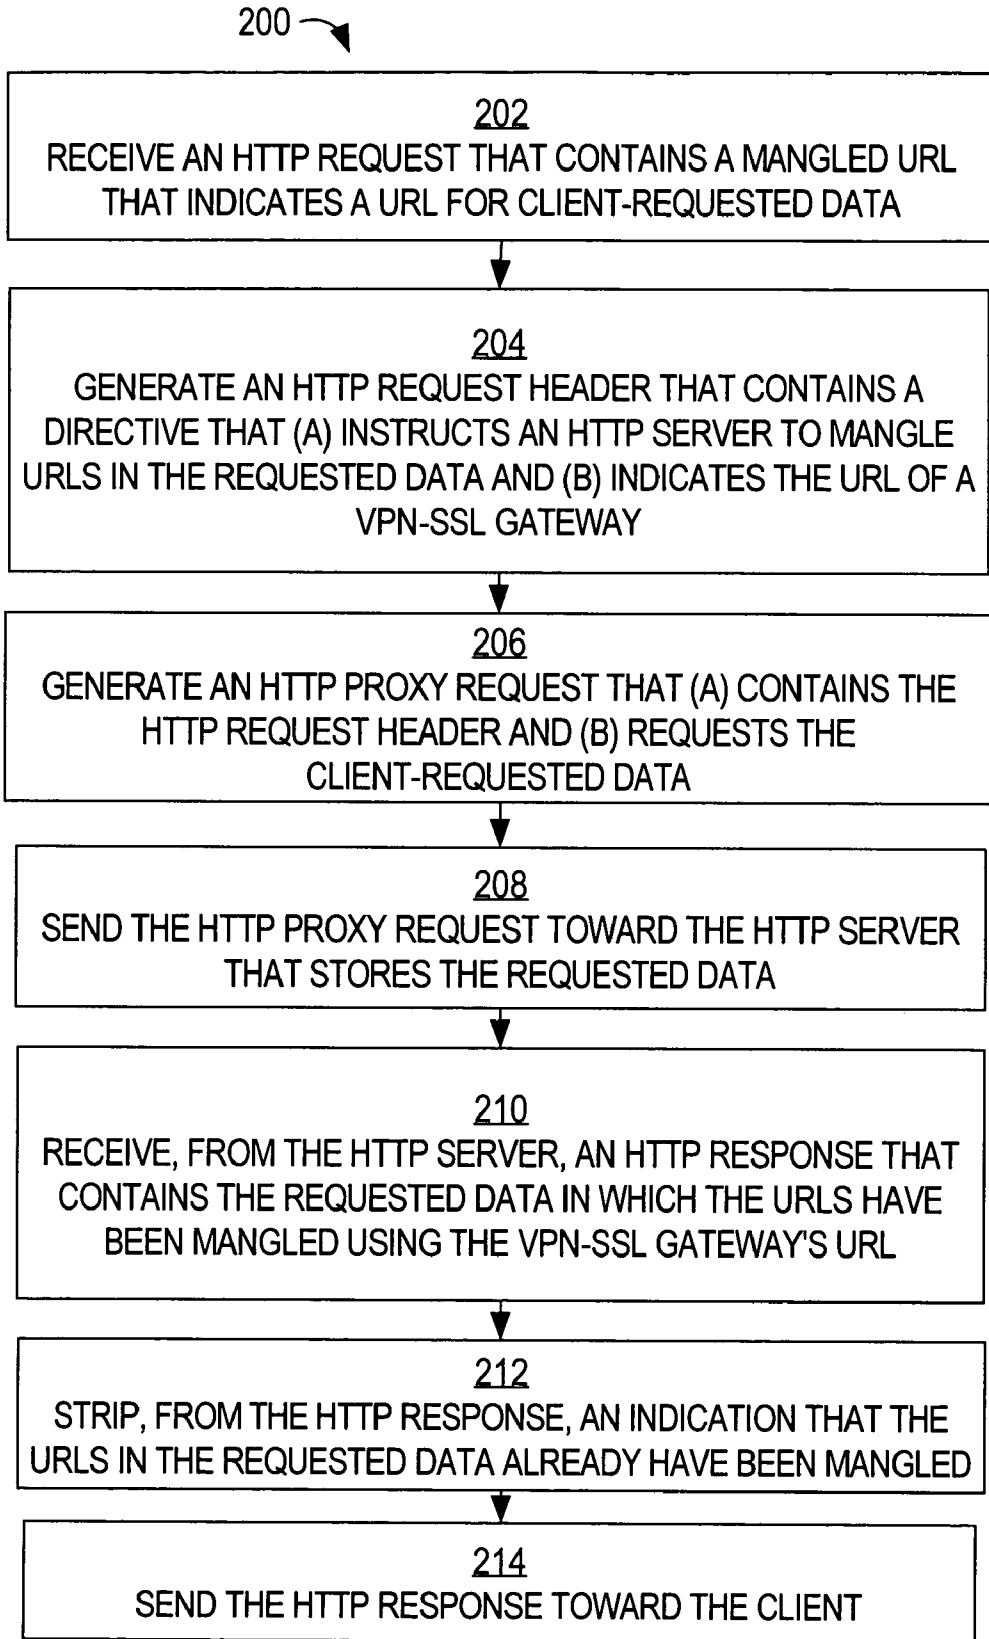 200
202
RECEIVE AN HTTP REQUEST THAT CONTAINS A MANGLED URL
THAT INDICATES A URL FOR CLIENT-REQUESTED DATA
204
GENERATE AN HTTP REQUEST HEADER THAT CONTAINS A
DIRECTIVE THAT (A) INSTRUCTS AN HTTP SERVER TO MANGLE
URLS IN THE REQUESTED DATA AND (B) INDICATES THE URL OF A
VPN-SSL GATEWAY
206
GENERATE AN HTTP PROXY REQUEST THAT (A) CONTAINS THE
HTTP REQUEST HEADER AND (B) REQUESTS THE
CLIENT-REQUESTED DATA
208
SEND THE HTTP PROXY REQUEST TOWARD THE HTTP SERVER
THAT STORES THE REQUESTED DATA
210
RECEIVE, FROM THE HTTP SERVER, AN HTTP RESPONSE THAT
CONTAINS THE REQUESTED DATA IN WHICH THE URLS HAVE
BEEN MANGLED USING THE VPN-SSL GATEWAY'S URL
212
STRIP, FROM THE HTTP RESPONSE, AN INDICATION THAT THE
URLS IN THE REQUESTED DATA ALREADY HAVE BEEN MANGLED
214
SEND THE HTTP RESPONSE TOWARD THE CLIENT